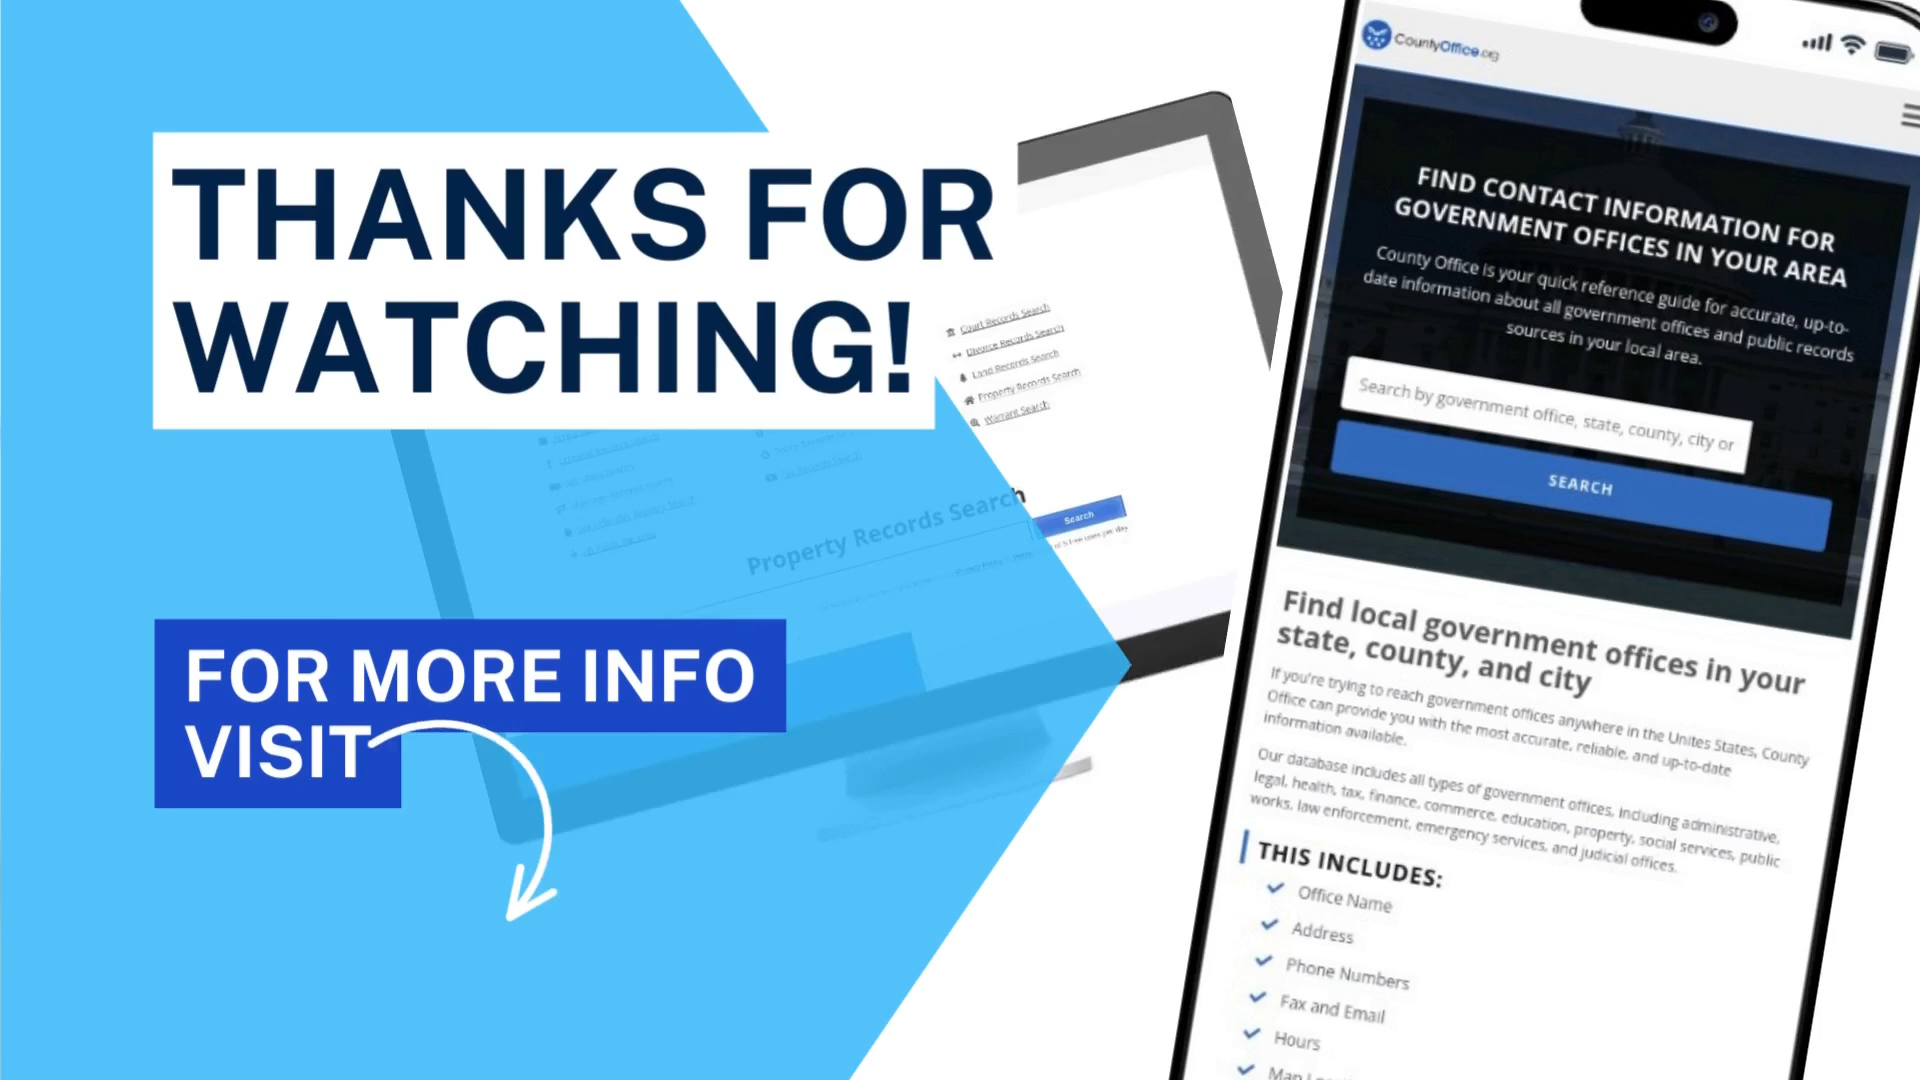 THANKS FOR
WATCHING!
FOR MORE INFO
VISIT
Court Records Search
Divorce Records Search
Land Records Search
Property Records Search
Warrant Search
Property Records Search
Search
CountyOffice.org
FIND CONTACT INFORMATION FOR
GOVERNMENT OFFICES IN YOUR AREA
County Office is your quick reference guide for accurate, up-to-
date information about all government offices and public records
sources in your local area.
Search by government office, state, county, city or
SEARCH
Find local government offices in your
state, county, and city
If you're trying to reach government offices anywhere in the Unites States, County
Office can provide you with the most accurate, reliable, and up-to-date
information available.
Our database includes all types of government offices, including administrative,
legal, health, tax, finance, commerce, education, property, social services, public
works, law enforcement, emergency services, and judicial offices.
THIS INCLUDES:
Office Name
Address
Phone Numbers
Fax and Email
Hours
Map